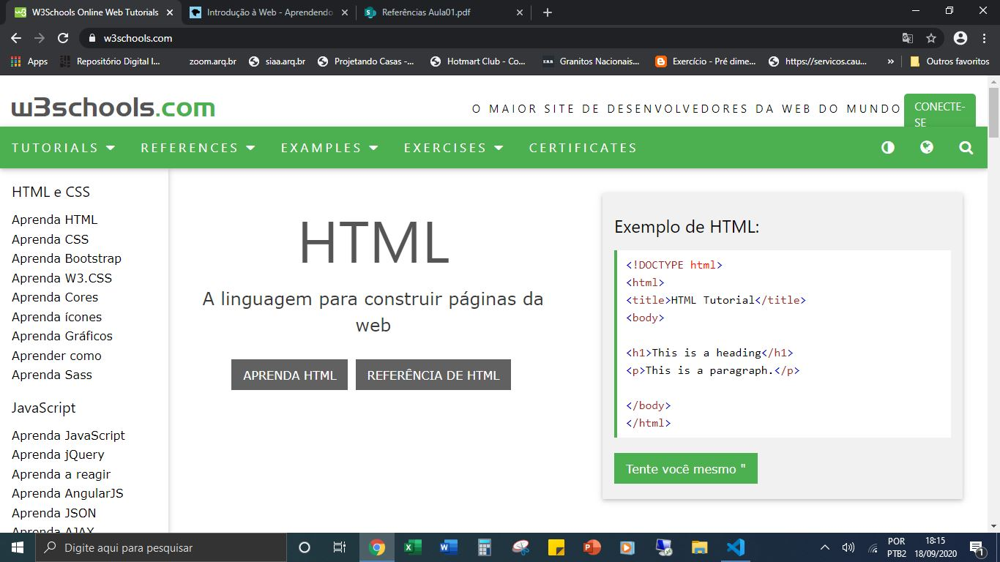 W3Schools Online Web Tutorials
Introdução à Web - Aprendendo
Referências Aula01.pdf
w3schools.com
Apps
Repositório Digital I...
zoom.arq.br
siaa.arq.br
Projetando Casas -...
Hotmart Club - Co...
Granitos Nacionais...
Exercício - Pré dime...
https://servicos.cau...
»
Outros favoritos
w3schools.com
O MAIOR SITE DE DESENVOLVEDORES DA WEB DO MUNDO
CONECTE-
SE
TUTORIALS
REFERENCES
EXAMPLES
EXERCISES
CERTIFICATES
HTML e CSS
Aprenda HTML
Aprenda CSS
Aprenda Bootstrap
Aprenda W3.CSS
Aprenda Cores
Aprenda ícones
Aprenda Gráficos
Aprender como
Aprenda Sass
JavaScript
Aprenda JavaScript
Aprenda jQuery
Aprenda a reagir
Aprenda AngularJS
Aprenda JSON
Aprenda AJAX
HTML
A linguagem para construir páginas da
web
APRENDA HTML
REFERÊNCIA DE HTML
Exemplo de HTML:
<!DOCTYPE html>
<html>
<title>HTML Tutorial</title>
<body>
<h1>This is a heading</h1>
<p>This is a paragraph.</p>
</body>
</html>
Tente você mesmo "
Digite aqui para pesquisar
POR
PTB2
18:15
18/09/2020
1